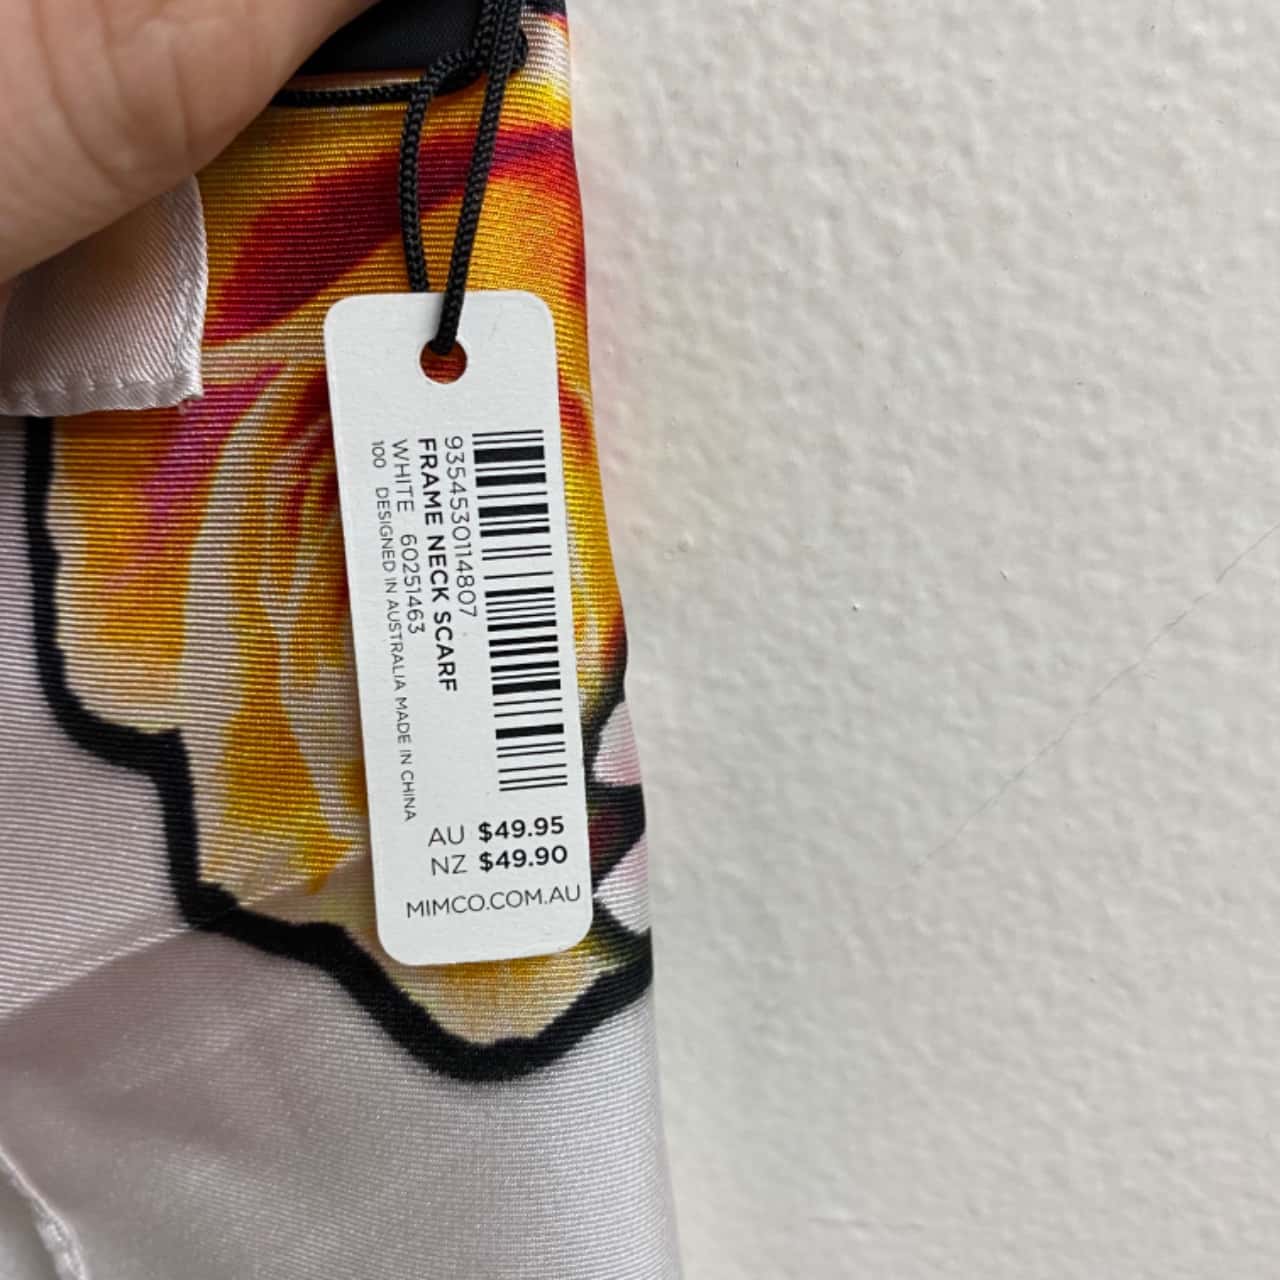 9354530114807
FRAME NECK SCARF
WHITE 60251463
100 DESIGNED IN AUSTRALIA MADE IN CHINA
AU $49.95
NZ $49.90
MIMCO.COM.AU